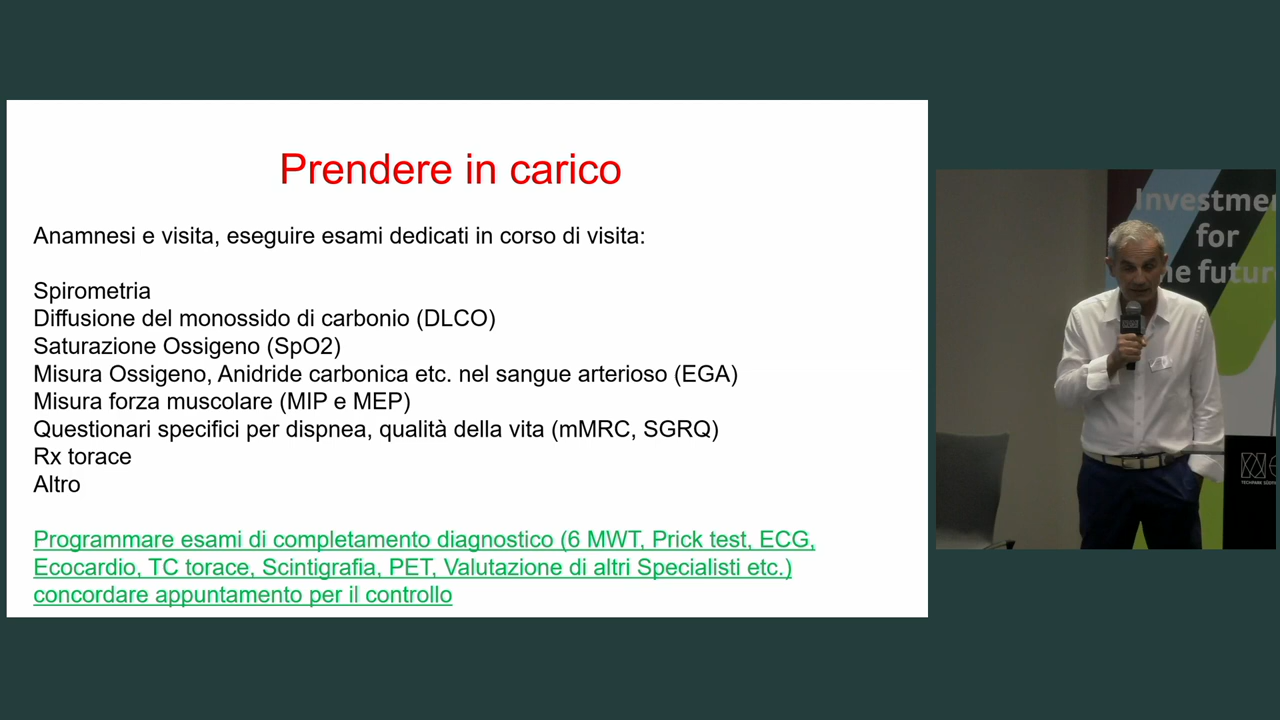 Prendere in carico
Anamnesi e visita, eseguire esami dedicati in corso di visita:
Spirometria
Diffusione del monossido di carbonio (DLCO)
Saturazione Ossigeno (SpO2)
Misura Ossigeno, Anidride carbonica etc. nel sangue arterioso (EGA)
Misura forza muscolare (MIP e MEP)
Questionari specifici per dispnea, qualità della vita (mMRC, SGRQ)
Rx torace
Altro
Programmare esami di completamento diagnostico (6 MWT, Prick test, ECG,
Ecocardio, TC torace, Scintigrafia, PET, Valutazione di altri Specialisti etc.)
concordare appuntamento per il controllo
Investme
for
he futur
TECHPARK